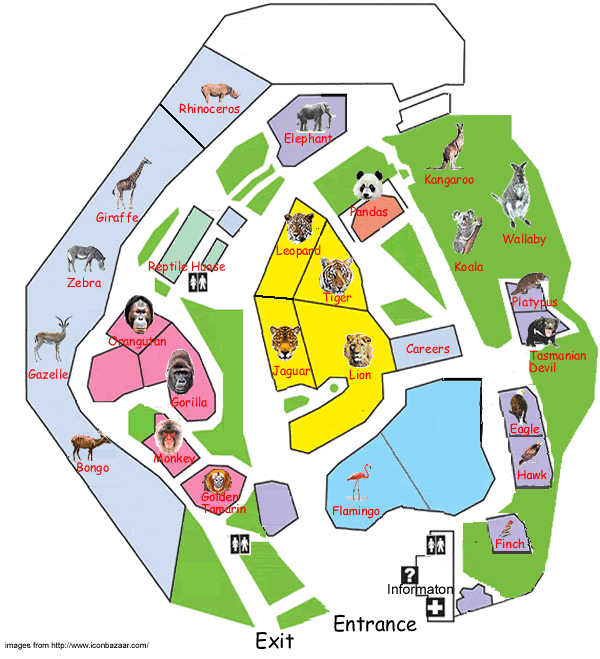 Rhinoceros
Elephant
Kangaroo
Giraffe
Pandas
Wallaby
Leopard
Koala
Reptile House
Zebra
Tiger
Platypus
Orangutan
Careers
Tasmanian
Devil
Gazelle
Jaguar
Lion
Gorilla
Eagle
Monkey
Bongo
Hawk
Golden
Tamarin
Flamingo
Finch
?
Informaton
Entrance
Exit
images from http://www.iconbazaar.com/